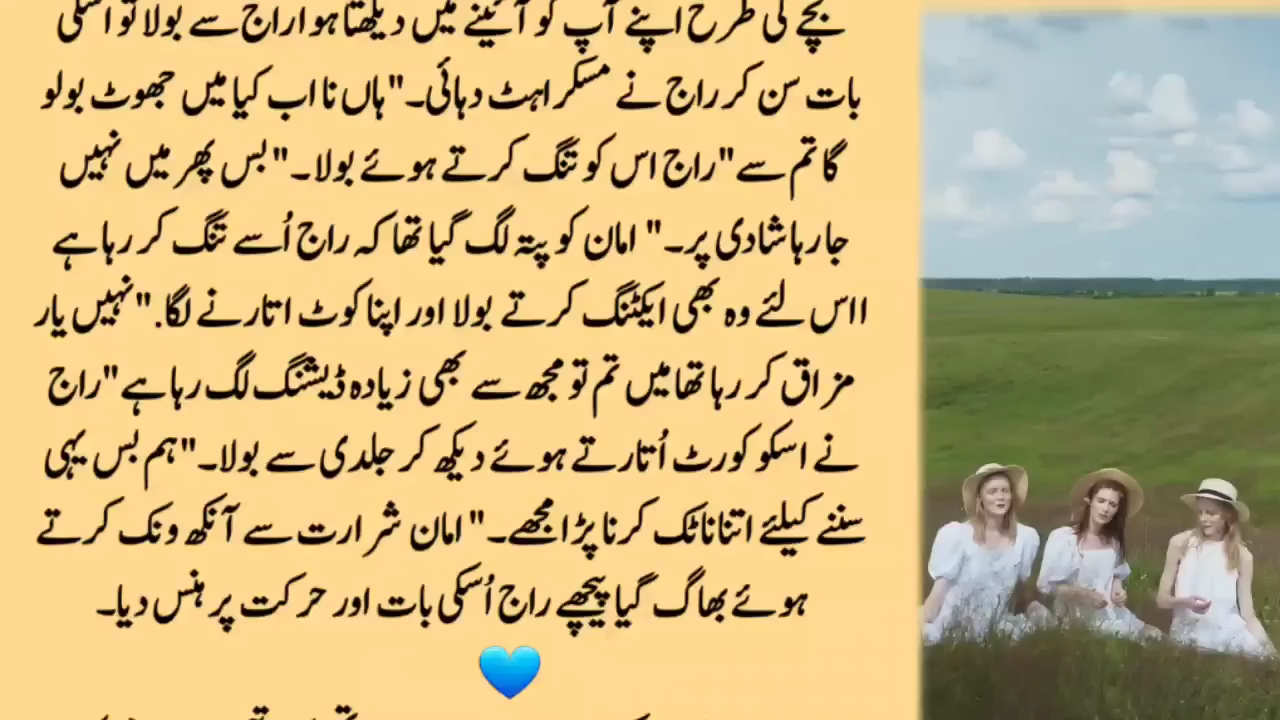 بچے کی طرح اپنے آپ کو آئینے میں دیکھتا ہوا راج سے بولا تو اسکی
بات سن کر راج نے مسکراہٹ دبائی۔"ہاں نا اب کیا میں جھوٹ بولو
گا تم سے"راج اس کو تنگ کرتے ہوئے بولا۔"بس پھر میں نہیں
جا رہا شادی پر۔" امان کو پتہ لگ گیا تھا کہ راج اُسے تنگ کر رہا ہے
ااس لئے وہ بھی ایکٹنگ کرتے بولا اور اپنا کوٹ اتارنے لگا."نہیں یار
مزاق کر رہا تھا میں تم تو مجھ سے بھی زیادہ ڈیشنگ لگ رہا ہے"راج
نے اسکو کورٹ اُتارتے ہوئے دیکھ کر جلدی سے بولا۔"ہم بس یہی
سننے کیلئے اتنا ناٹک کرنا پڑا مجھے۔" امان شرارت سے آنکھ ونک کرتے
ہوئے بھاگ گیا پیچھے راج اُسکی بات اور حرکت پر ہنس دیا۔
💙